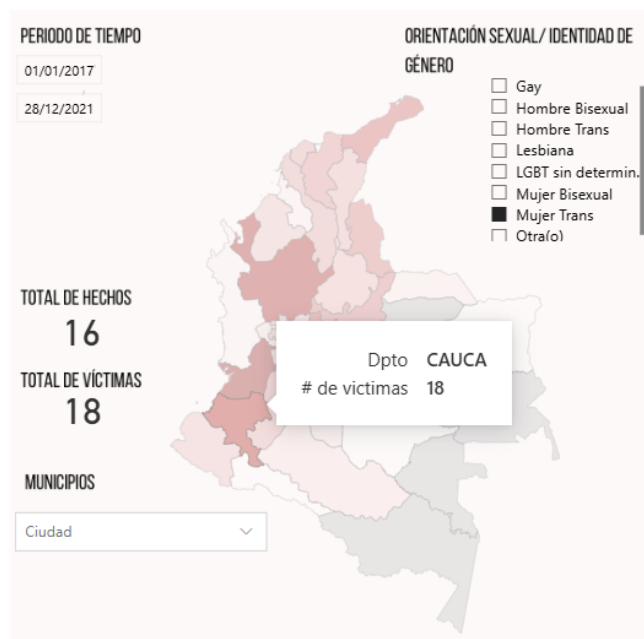 PERIODO DE TIEMPO
01/01/2017
28/12/2021
ORIENTACIÓN SEXUAL/ IDENTIDAD DE
GÉNERO
Gay
Hombre Bisexual
Hombre Trans
Lesbiana
LGBT sin determin.
Mujer Bisexual
Mujer Trans
Otra(o)
TOTAL DE HECHOS
16
TOTAL DE VÍCTIMAS
18
Dpto CAUCA
# de victimas 18
MUNICIPIOS
Ciudad